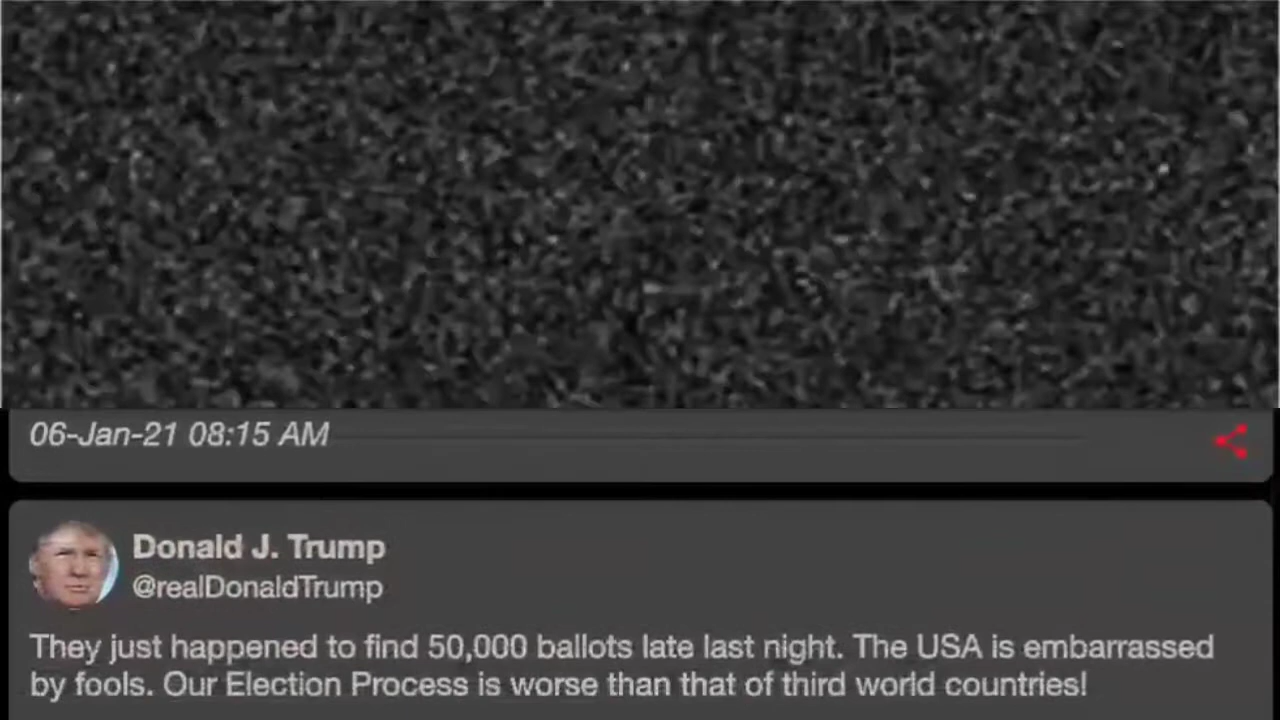 06-Jan-21 08:15 AM
Donald J. Trump
@realDonaldTrump
They just happened to find 50,000 ballots late last night. The USA is embarrassed
by fools. Our Election Process is worse than that of third world countries!